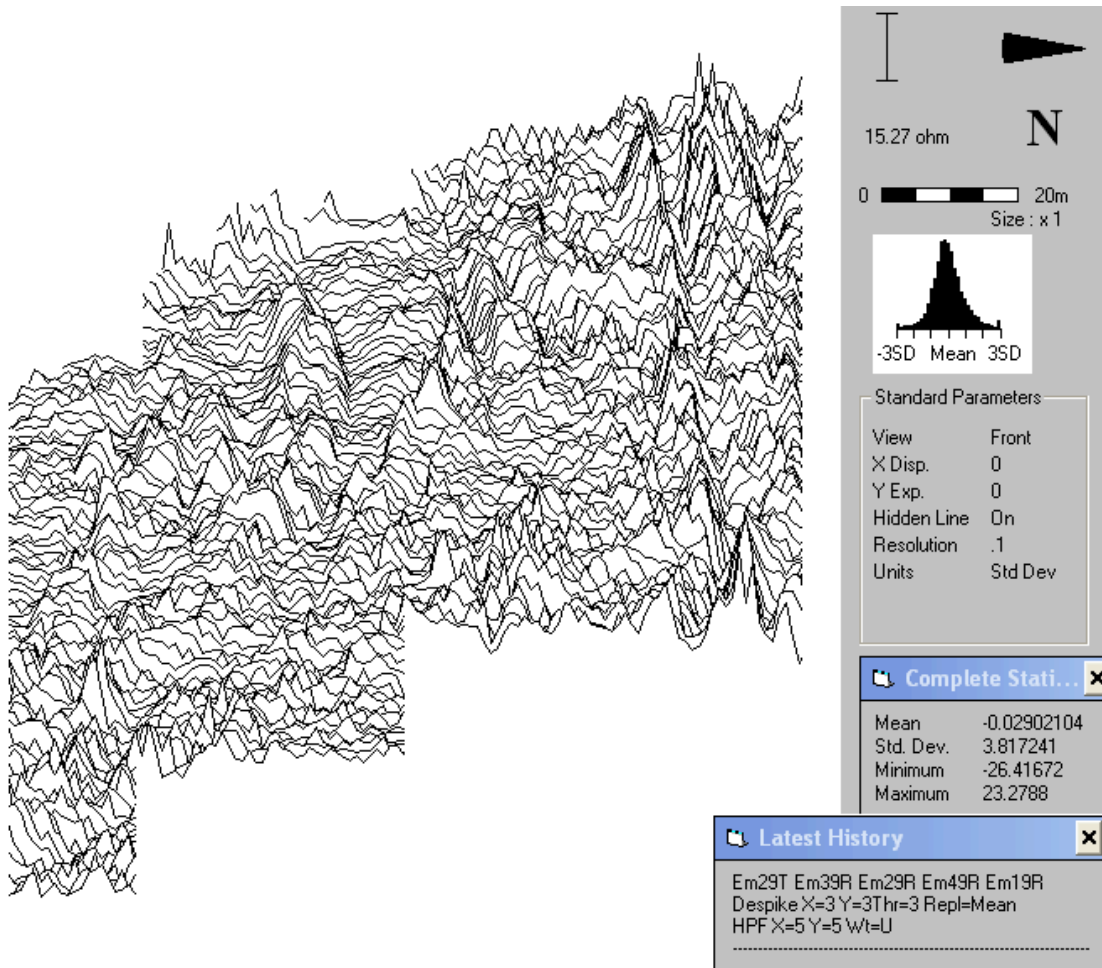 N
15.27 ohm
0 20m
Size : x 1
-3SD Mean 3SD
Standard Parameters
View Front
X Disp. 0
Y Exp. 0
Hidden Line On
Resolution .1
Units Std Dev
Complete Stati...
Mean -0.02902104
Std. Dev. 3.817241
Minimum -26.41672
Maximum 23.2788
Latest History
Em29T Em39R Em29R Em49R Em19R
Despike X=3 Y=3Thr=3 Repl=Mean
HPF X=5 Y=5 Wt=U